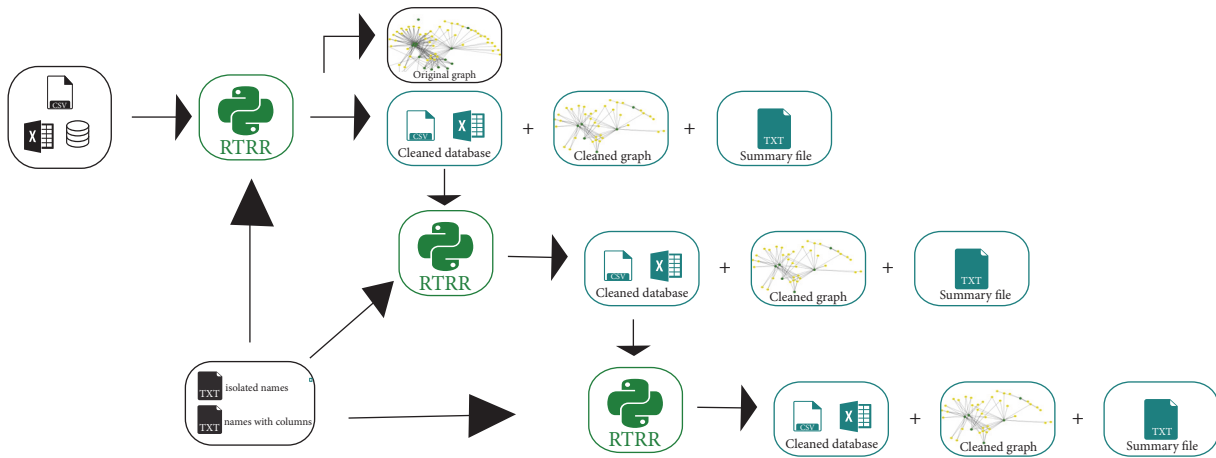 Original graph
CSV
X
RTRR
CSV
X
Cleaned database
+
Cleaned graph
+
TXT
Summary file
RTRR
CSV
X
Cleaned database
+
Cleaned graph
+
TXT
Summary file
TXT isolated names
TXT names with columns
RTRR
CSV
X
Cleaned database
+
Cleaned graph
+
TXT
Summary file